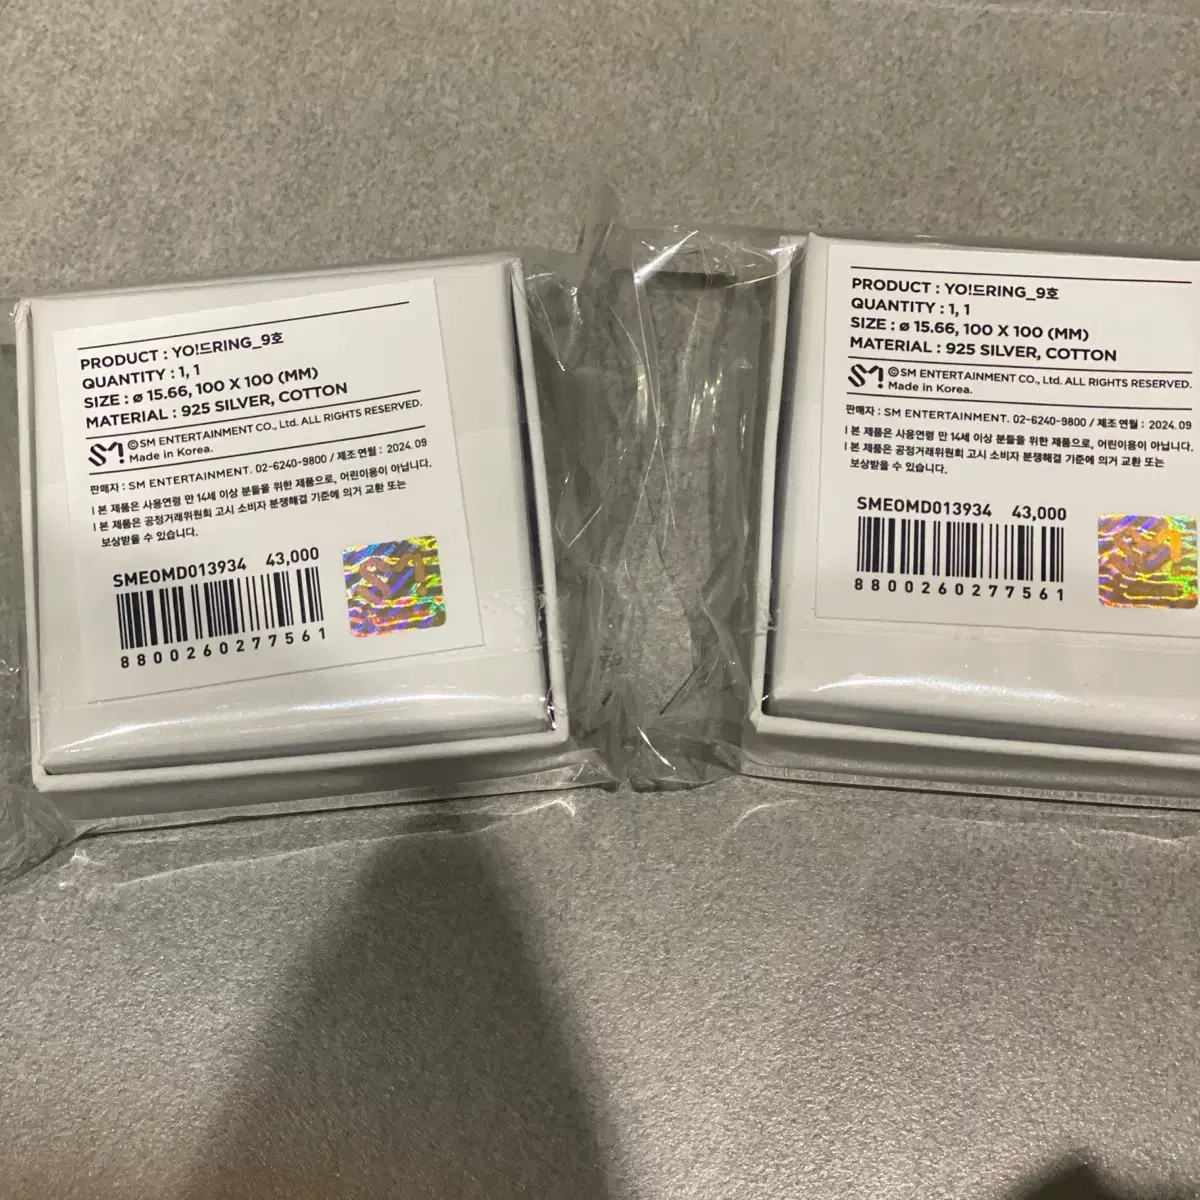 PRODUCT : YO!드RING_9호
QUANTITY : 1, 1
SIZE : ø 15.66, 100 X 100 (MM)
MATERIAL : 925 SILVER, COTTON
SM! ©SM ENTERTAINMENT CO., Ltd. ALL RIGHTS RESERVED.
Made in Korea.
판매자 : SM ENTERTAINMENT. 02-6240-9800 / 제조 연월 : 2024.09
I 본 제품은 사용연령 만 14세 이상 분들을 위한 제품으로, 어린이용이 아닙니다.
I 본 제품은 공정거래위원회 고시 소비자 분쟁해결 기준에 의거 교환 또는
보상받을 수 있습니다.
SMEOMD013934 43,000
8800260277561
SM
PRODUCT : YO!드RING_9호
QUANTITY : 1, 1
SIZE : ø 15.66, 100 X 100 (MM)
MATERIAL : 925 SILVER, COTTON
SM! ©SM ENTERTAINMENT CO., Ltd. ALL RIGHTS RESERVED.
Made in Korea.
판매자 : SM ENTERTAINMENT. 02-6240-9800 / 제조 연월 : 2024.09
I 본 제품은 사용연령 만 14세 이상 분들을 위한 제품으로, 어린이용이 아닙니다.
I 본 제품은 공정거래위원회 고시 소비자 분쟁해결 기준에 의거 교환 또는
보상받을 수 있습니다.
SMEOMD013934 43,000
8800260277561
SM